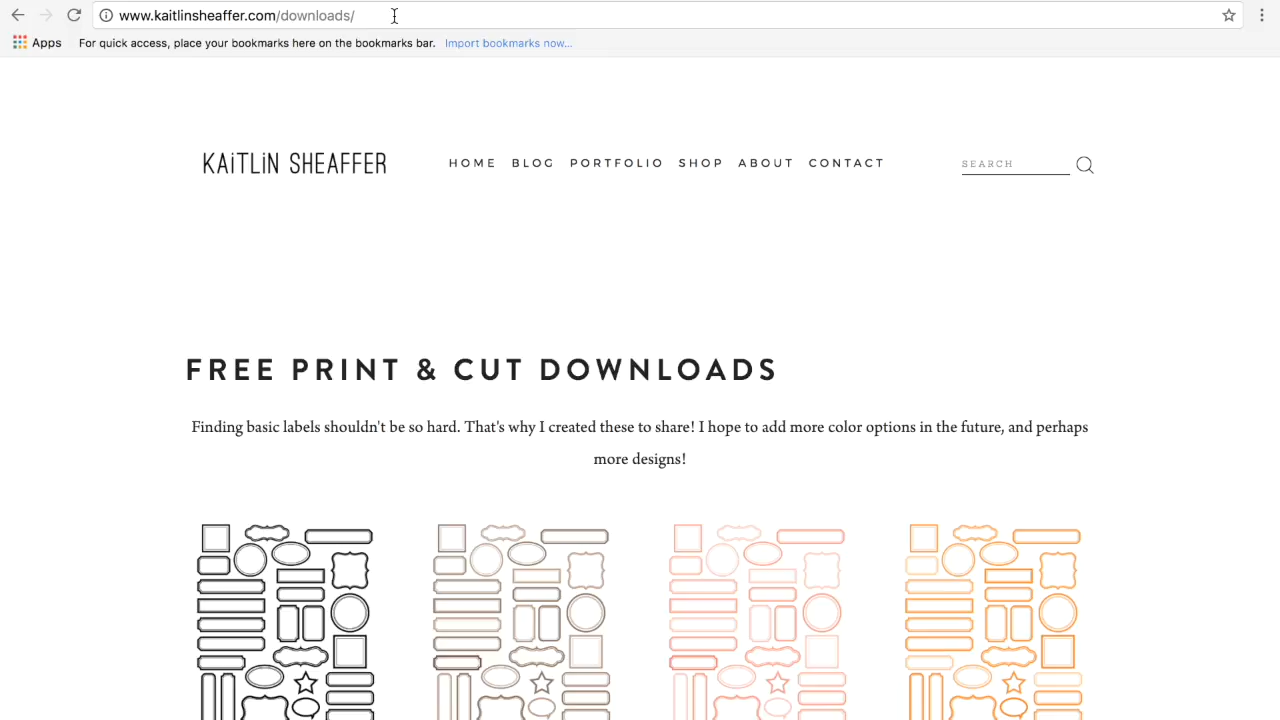 www.kaitlinsheaffer.com/downloads/
Apps For quick access, place your bookmarks here on the bookmarks bar. Import bookmarks now...
KAiTLiN SHEAFFER HOME BLOG PORTFOLIO SHOP ABOUT CONTACT SEARCH
FREE PRINT & CUT DOWNLOADS
Finding basic labels shouldn't be so hard. That's why I created these to share! I hope to add more color options in the future, and perhaps
more designs!